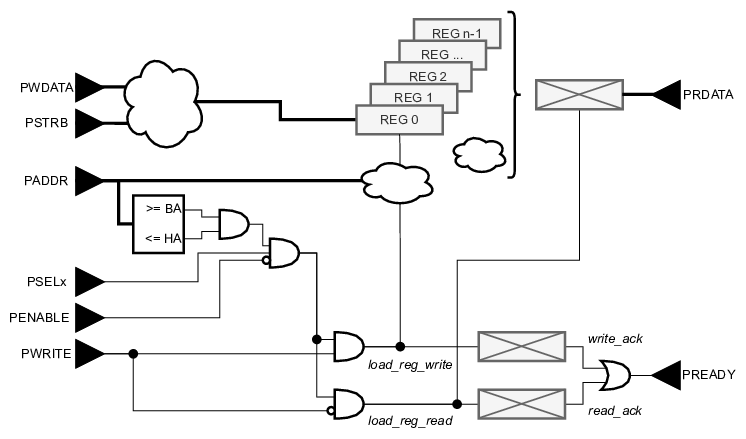 REG n-1
REG ...
REG 2
REG 1
REG 0
PWDATA
PSTRB
PRDATA
PADDR
>= BA
<= HA
PSELx
PENABLE
PWRITE
write_ack
load_reg_write
PREADY
load_reg_read
read_ack